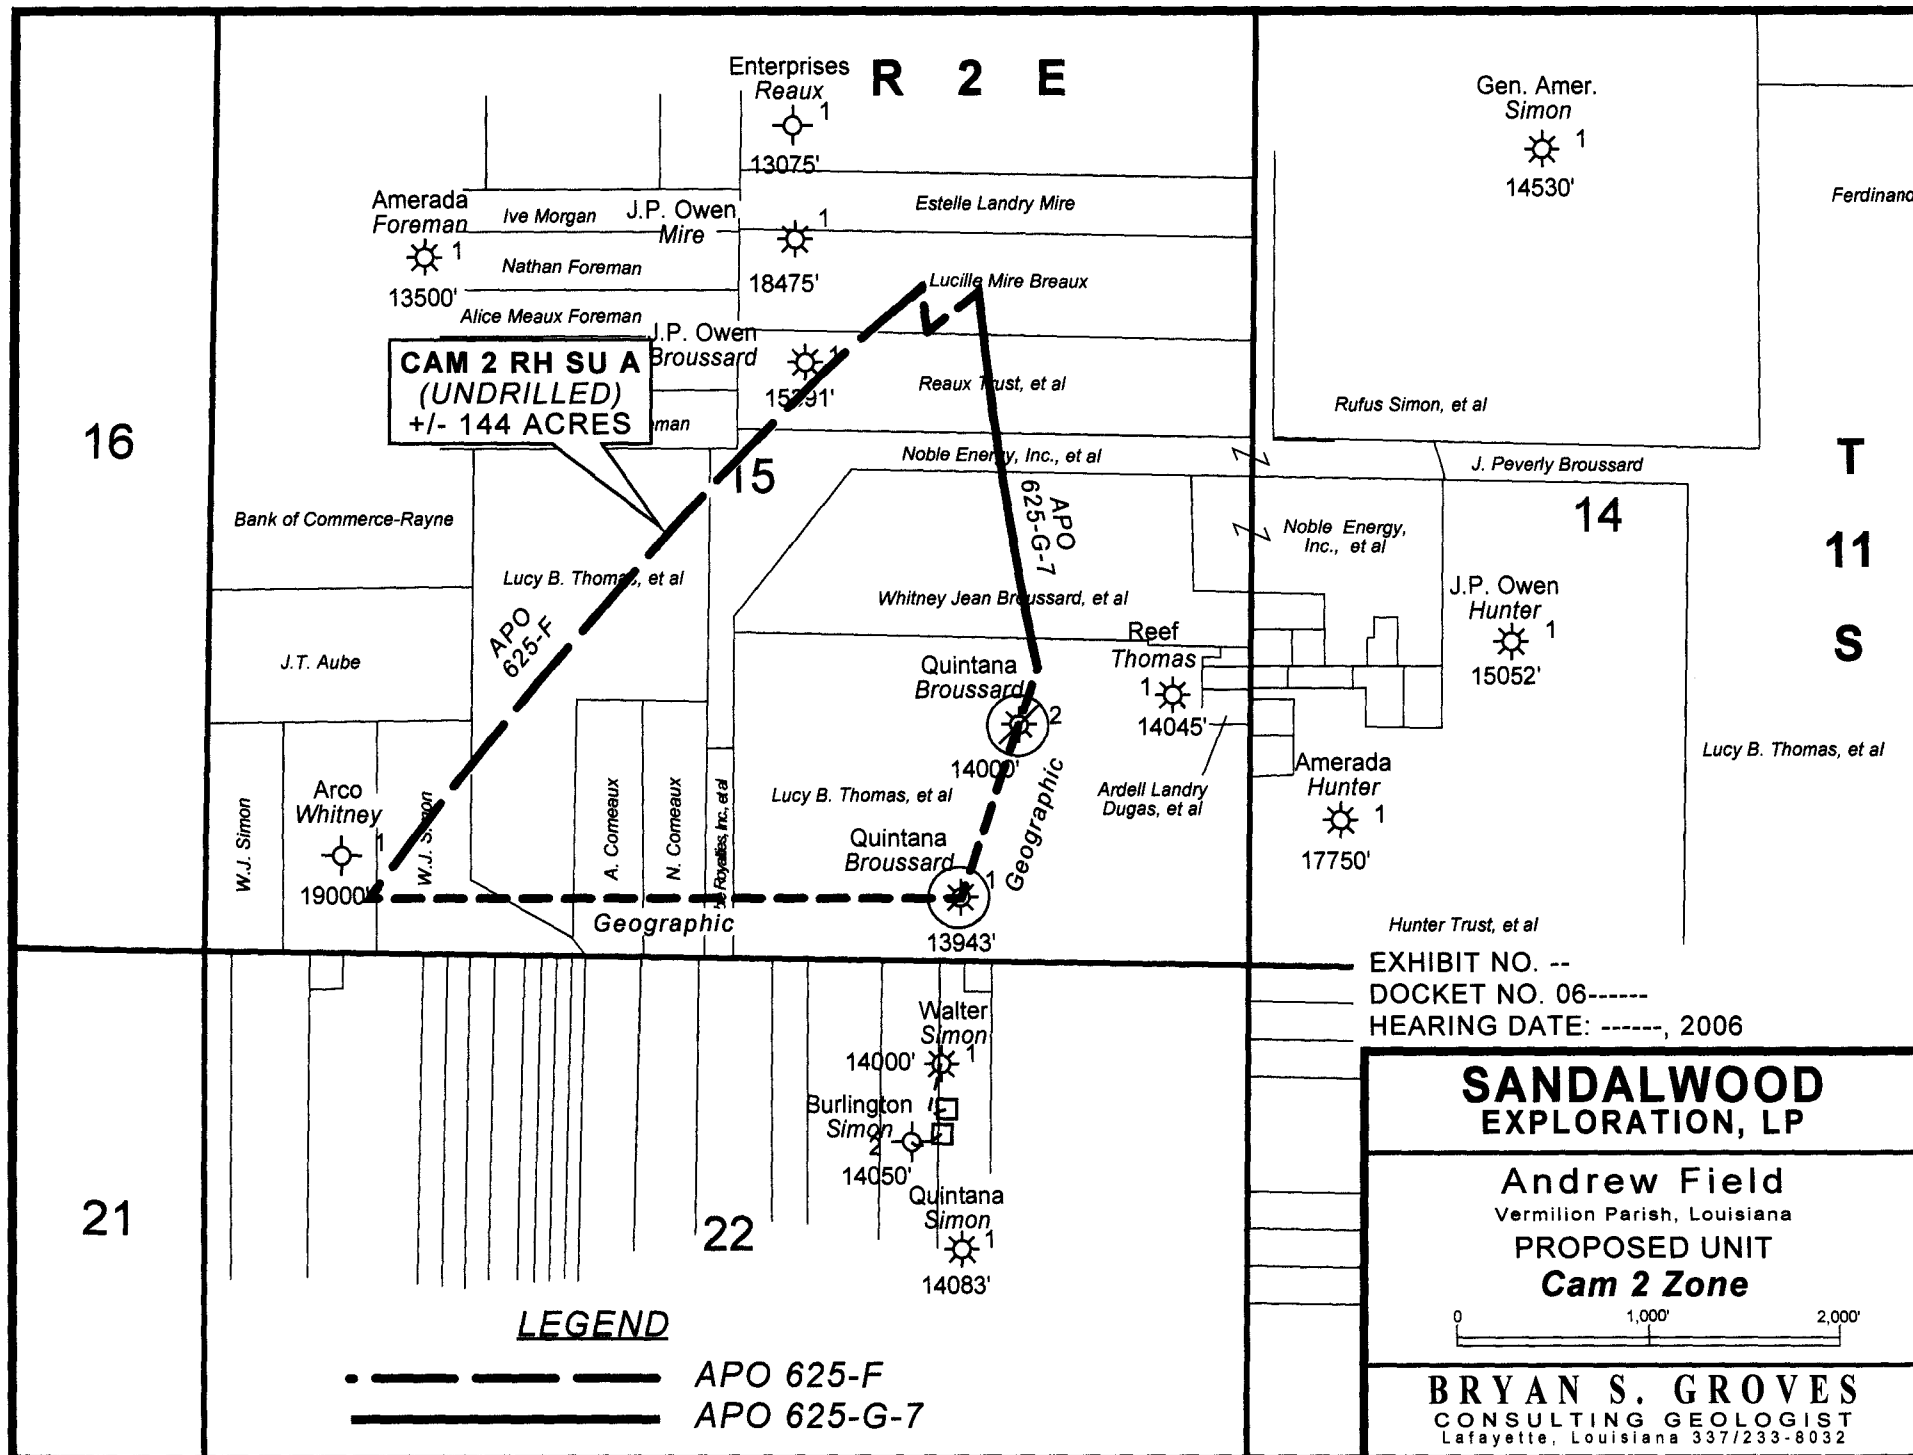 R 2 E
Enterprises
Reaux
1
13075'
Gen. Amer.
Simon
1
14530'
Ferdinand
Amerada
Foreman
1
13500'
Ive Morgan
J.P. Owen
Mire
1
18475'
Estelle Landry Mire
Nathan Foreman
Lucille Mire Breaux
Alice Meaux Foreman
J.P. Owen
Broussard
1
15391'
CAM 2 RH SU A
(UNDRILLED)
+/- 144 ACRES
eman
Reaux Trust, et al
Rufus Simon, et al
16
15
Noble Energy, Inc., et al
J. Peverly Broussard
14
T
11
S
Bank of Commerce-Rayne
APO
625-G-7
Noble Energy,
Inc., et al
Lucy B. Thomas, et al
Whitney Jean Broussard, et al
J.P. Owen
Hunter
1
15052'
APO
625-F
J.T. Aube
Reef
Thomas
1
14045'
Quintana
Broussard
2
14000'
Lucy B. Thomas, et al
Arco
Whitney
1
19000'
W.J. Simon
W.J. Simon
A. Comeaux
N. Comeaux
Royalties, Inc., et al
Lucy B. Thomas, et al
Geographic
Ardell Landry
Dugas, et al
Amerada
Hunter
1
17750'
Quintana
Broussard
1
13943'
Geographic
Hunter Trust, et al
EXHIBIT NO. --
DOCKET NO. 06------
HEARING DATE: ------, 2006
Walter
Simon
1
14000'
Burlington
Simon
2
14050'
Quintana
Simon
1
14083'
21
22
SANDALWOOD
EXPLORATION, LP
Andrew Field
Vermilion Parish, Louisiana
PROPOSED UNIT
Cam 2 Zone
0 1,000' 2,000'
BRYAN S. GROVES
CONSULTING GEOLOGIST
Lafayette, Louisiana 337/233-8032
LEGEND
APO 625-F
APO 625-G-7